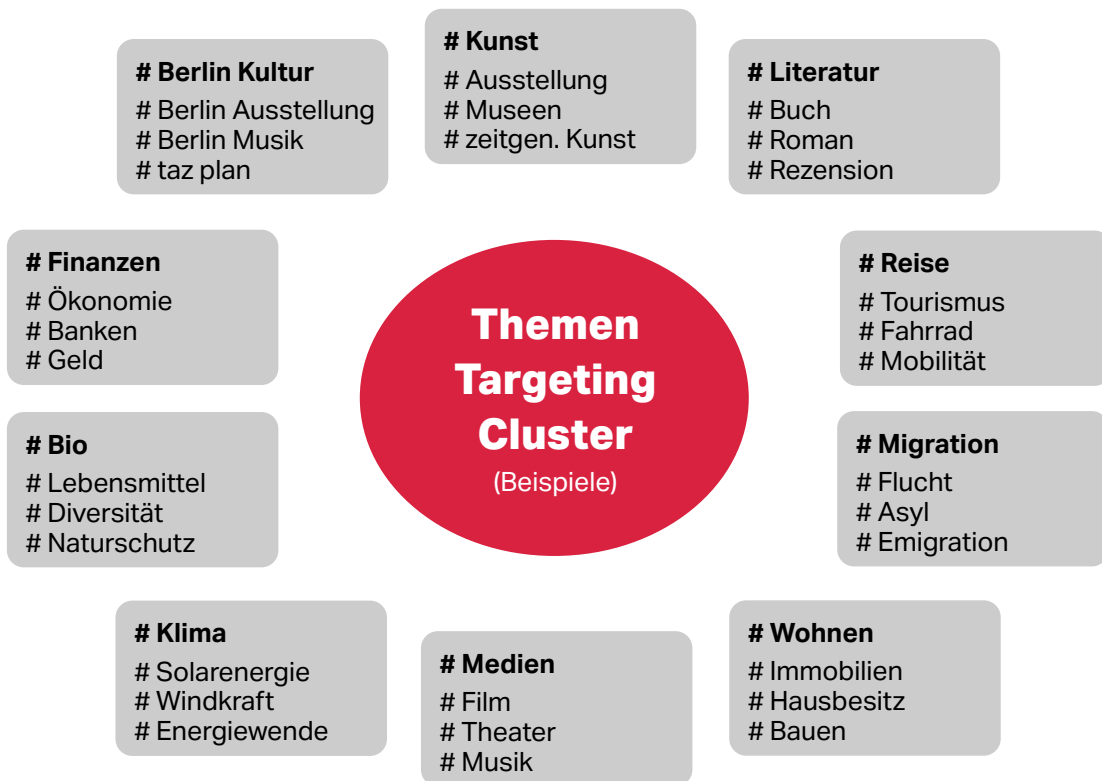 # Berlin Kultur
# Berlin Ausstellung
# Berlin Musik
# taz plan
# Kunst
# Ausstellung
# Museen
# zeitgen. Kunst
# Literatur
# Buch
# Roman
# Rezension
# Finanzen
# Ökonomie
# Banken
# Geld
Themen
Targeting
Cluster
(Beispiele)
# Reise
# Tourismus
# Fahrrad
# Mobilität
# Bio
# Lebensmittel
# Diversität
# Naturschutz
# Migration
# Flucht
# Asyl
# Emigration
# Klima
# Solarenergie
# Windkraft
# Energiewende
# Medien
# Film
# Theater
# Musik
# Wohnen
# Immobilien
# Hausbesitz
# Bauen